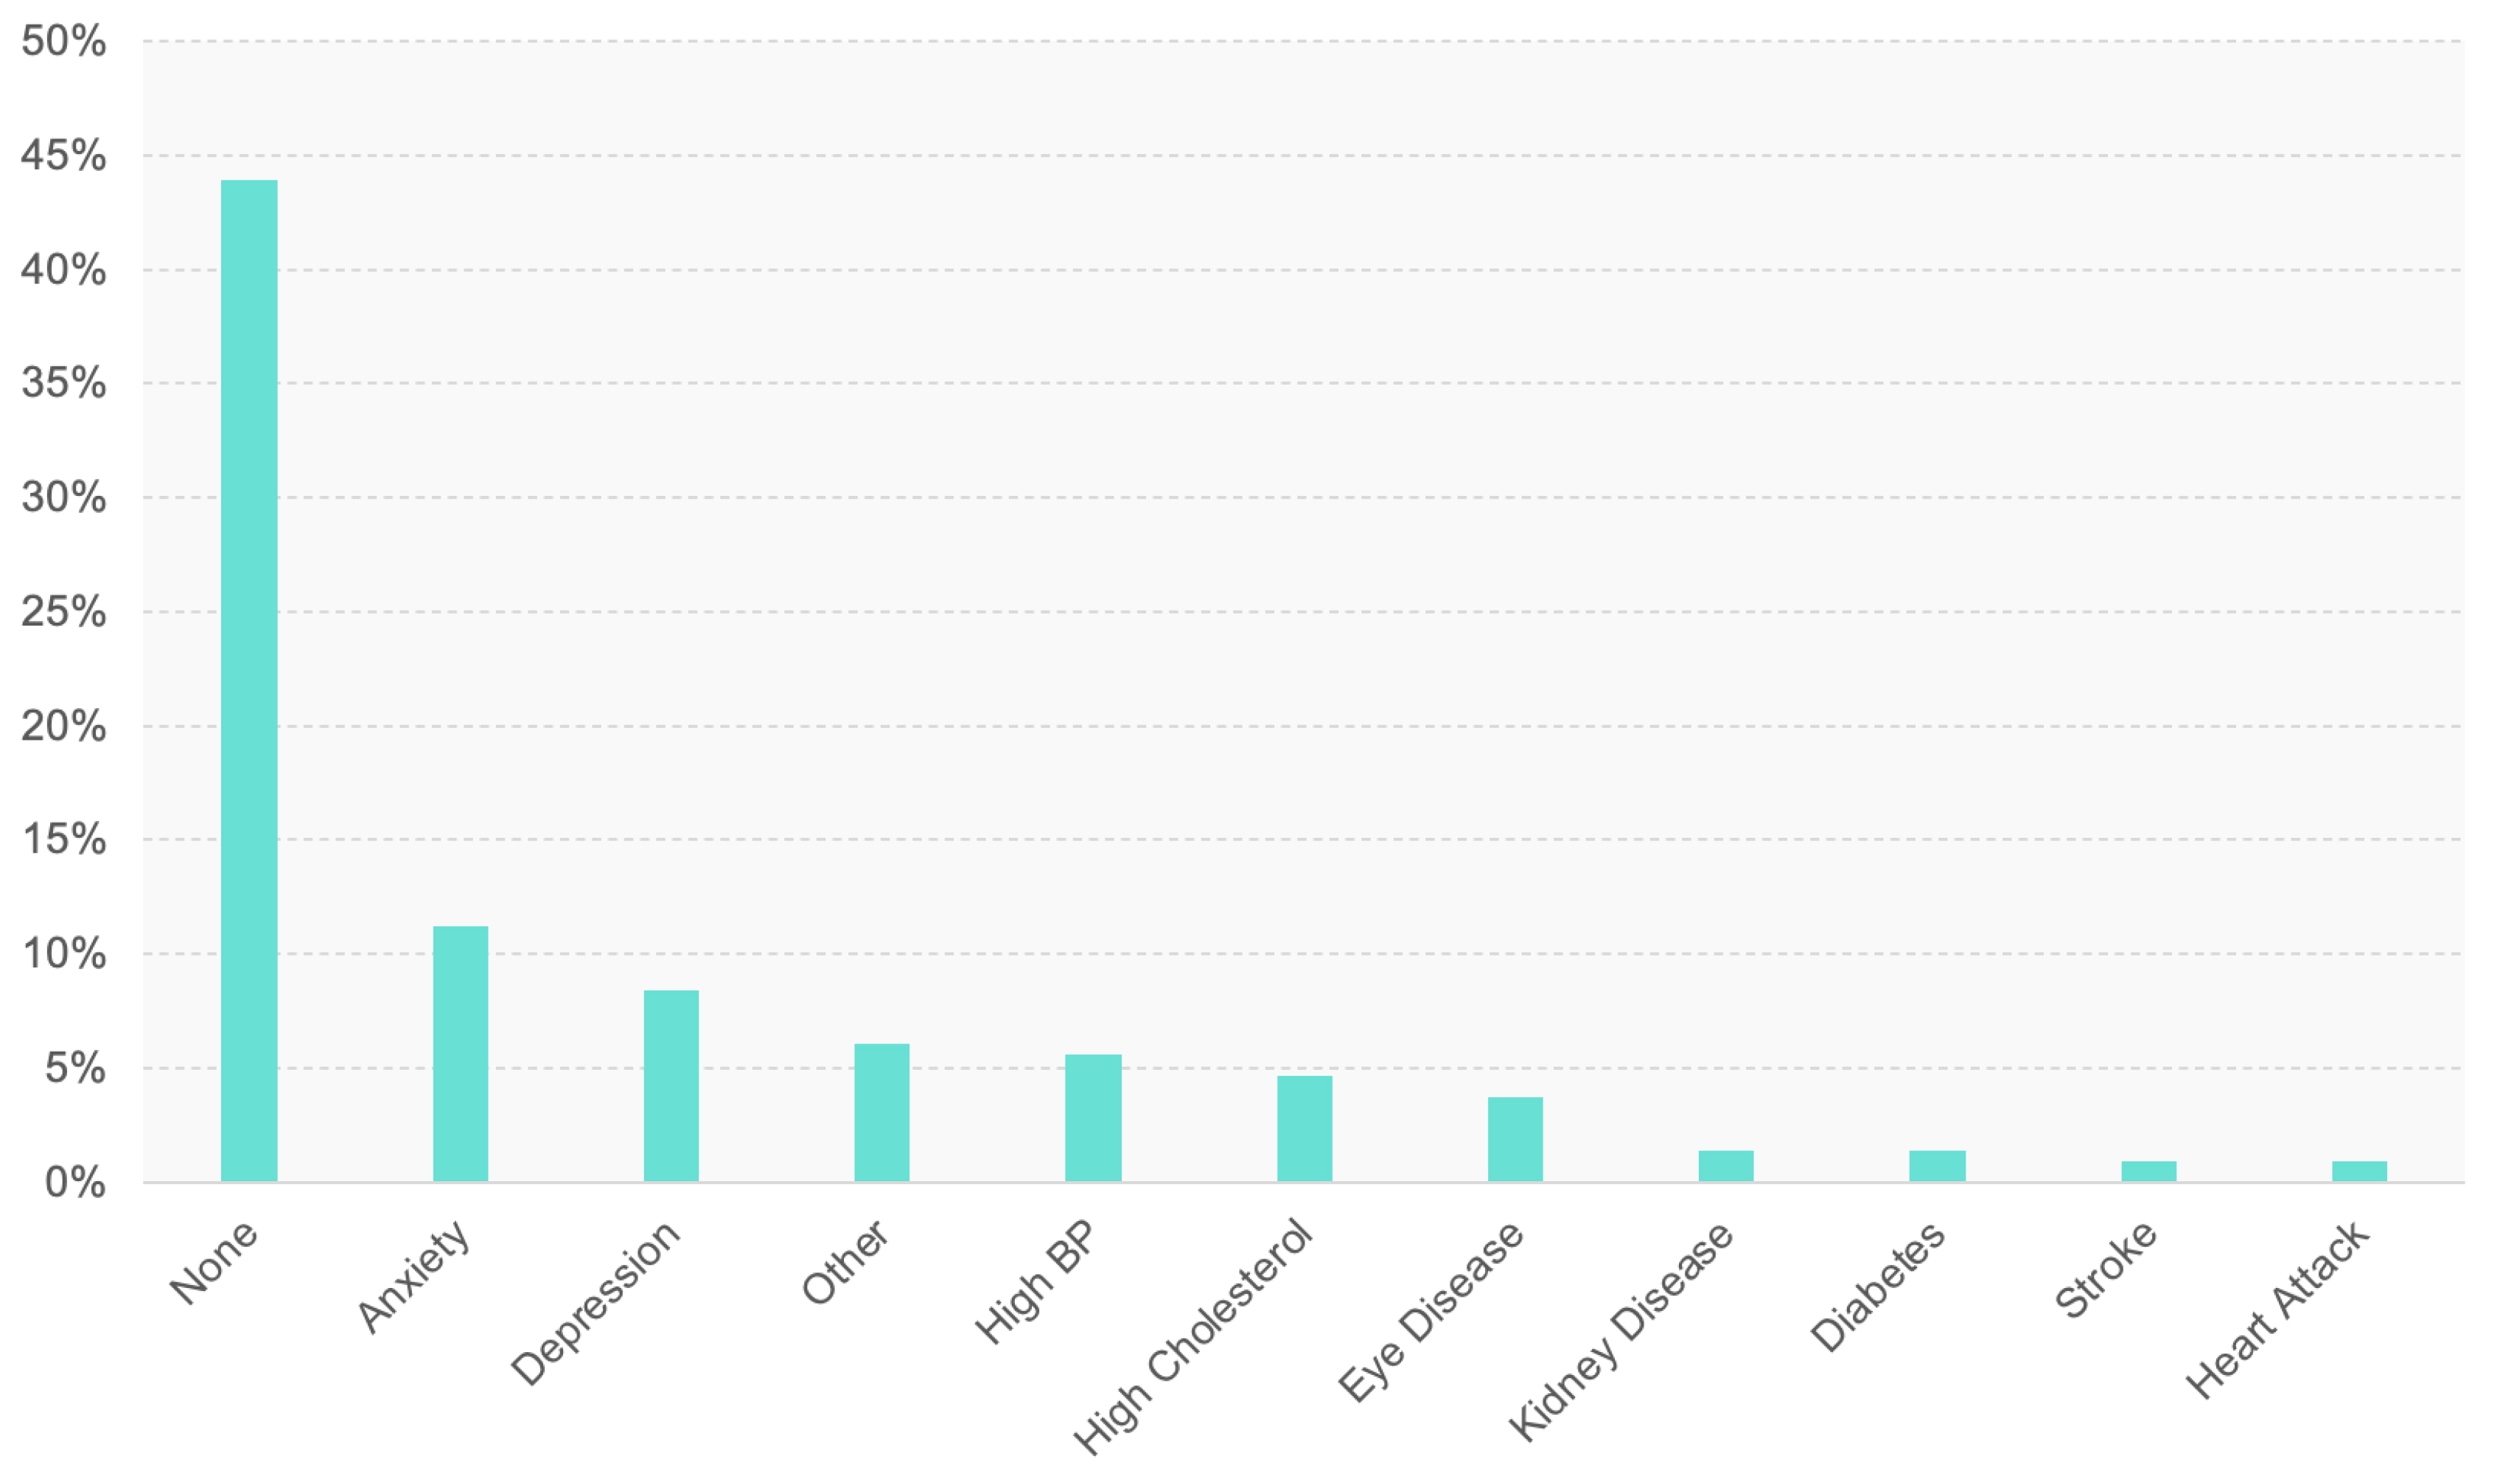 50%
45%
40%
35%
30%
25%
20%
15%
10%
5%
0%
None
Anxiety
Depression
Other
High BP
High Cholesterol
Eye Disease
Kidney Disease
Diabetes
Stroke
Heart Attack